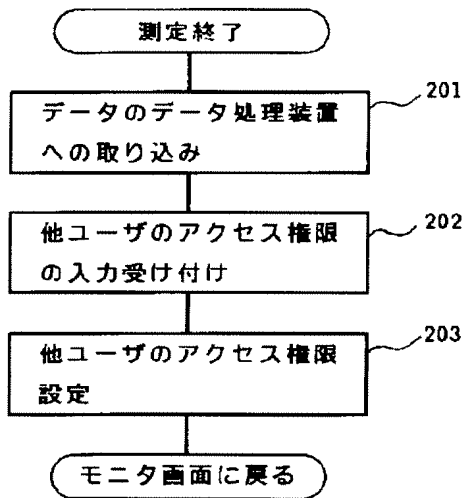 測定終了
データのデータ処理装置
への取り込み
201
他ユーザのアクセス権限
の入力受け付け
202
他ユーザのアクセス権限
設定
203
モニタ画面に戻る